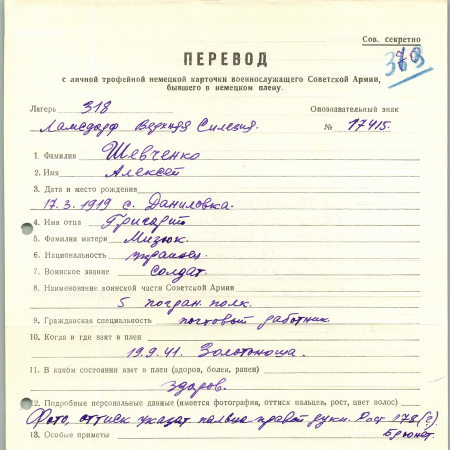 Сов. секретно
ПЕРЕВОД
с личной трофейной немецкой карточки военнослужащего Советской Армии,
бывшего в немецком плену.
Лагерь 318 Опознавательный знак
Ламсдорф Верхняя Силезия. № 17415.
1. Фамилия Шевченко
2. Имя Алексей
3. Дата и место рождения
17.3.1919 с. Даниловка.
4. Имя отца
5. Фамилия матери Мизюк.
6. Национальность украинец.
7. Воинское звание солдат.
8. Наименование воинской части Советской Армии
5 погран. полк.
9. Гражданская специальность почтовый работник.
10. Когда и где взят в плен
19.9.41. Золотоноша.
11. В каком состоянии взят в плен (здоров, болен, ранен)
здоров.
12. Подробные персональные данные (имеется фотография, оттиск пальцев, рост, цвет волос)
Фото, оттиск указат. пальца правой руки. Рост 178(?).
13. Особые приметы Брюнет.